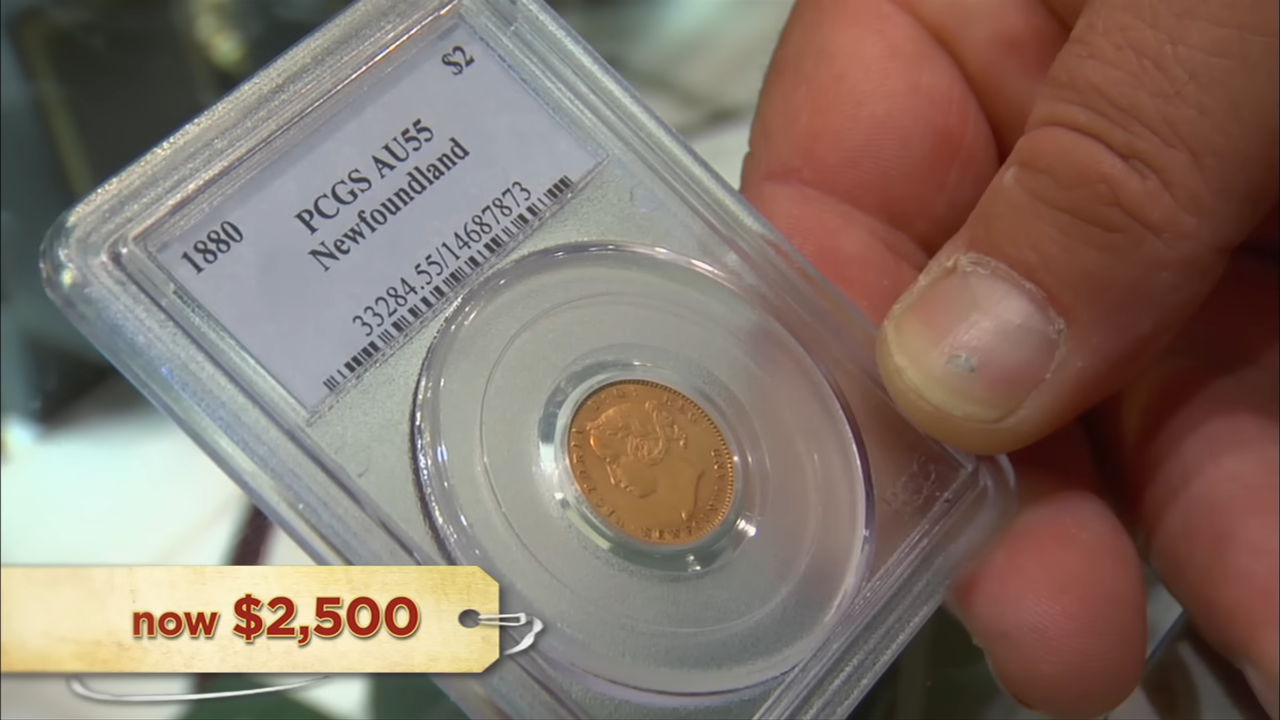 $2
1880
PCGS AU55
Newfoundland
33284.55/14687873
now $2,500